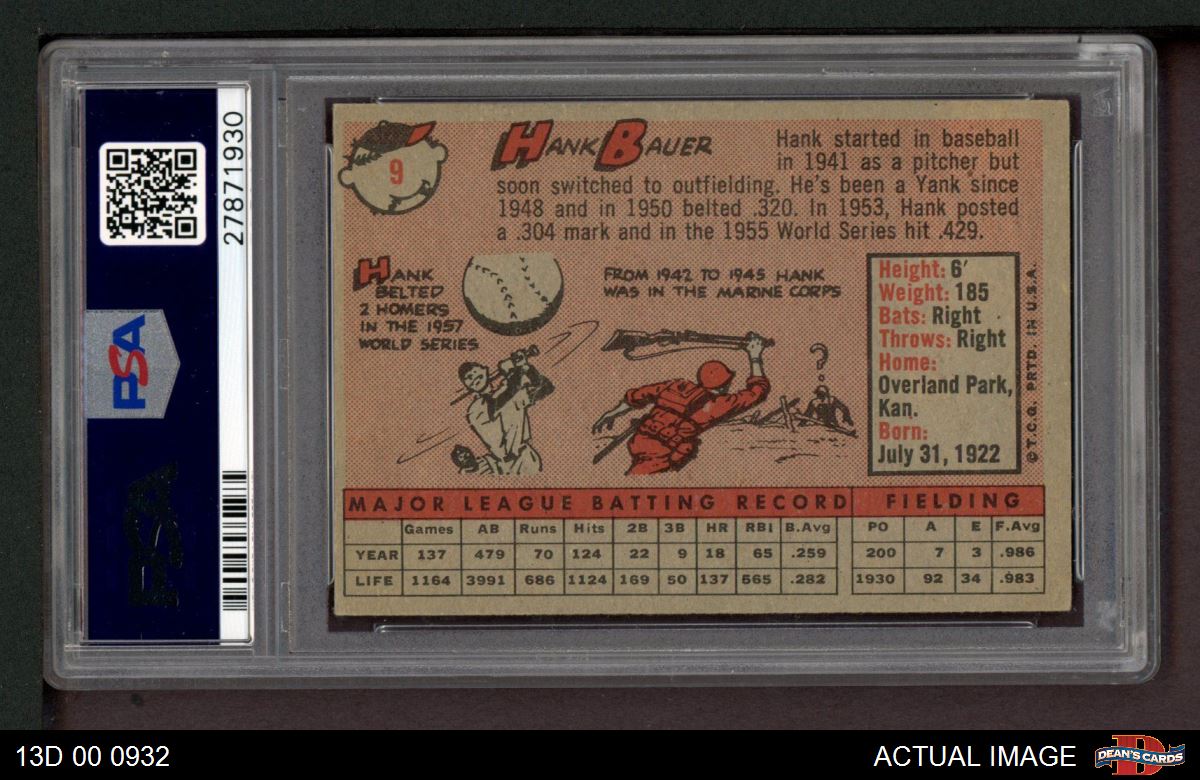 27871930
PSA
PSA
9
HANK BAUER
Hank started in baseball
in 1941 as a pitcher but
soon switched to outfielding. He's been a Yank since
1948 and in 1950 belted .320. In 1953, Hank posted
a .304 mark and in the 1955 World Series hit .429.
HANK
BELTED
2 HOMERS
IN THE 1957
WORLD SERIES
FROM 1942 TO 1945 HANK
WAS IN THE MARINE CORPS
?
Height: 6'
Weight: 185
Bats: Right
Throws: Right
Home:
Overland Park,
Kan.
Born:
July 31, 1922
© T.C.G. PRTD. IN U.S.A.
MAJOR LEAGUE BATTING RECORD FIELDING
Games AB Runs Hits 2B 3B HR RBI B.Avg PO A E F.Avg
YEAR 137 479 70 124 22 9 18 65 .259 200 7 3 .986
LIFE 1164 3991 686 1124 169 50 137 565 .282 1930 92 34 .983
13D 00 0932
ACTUAL IMAGE
D
DEAN'S CARDS